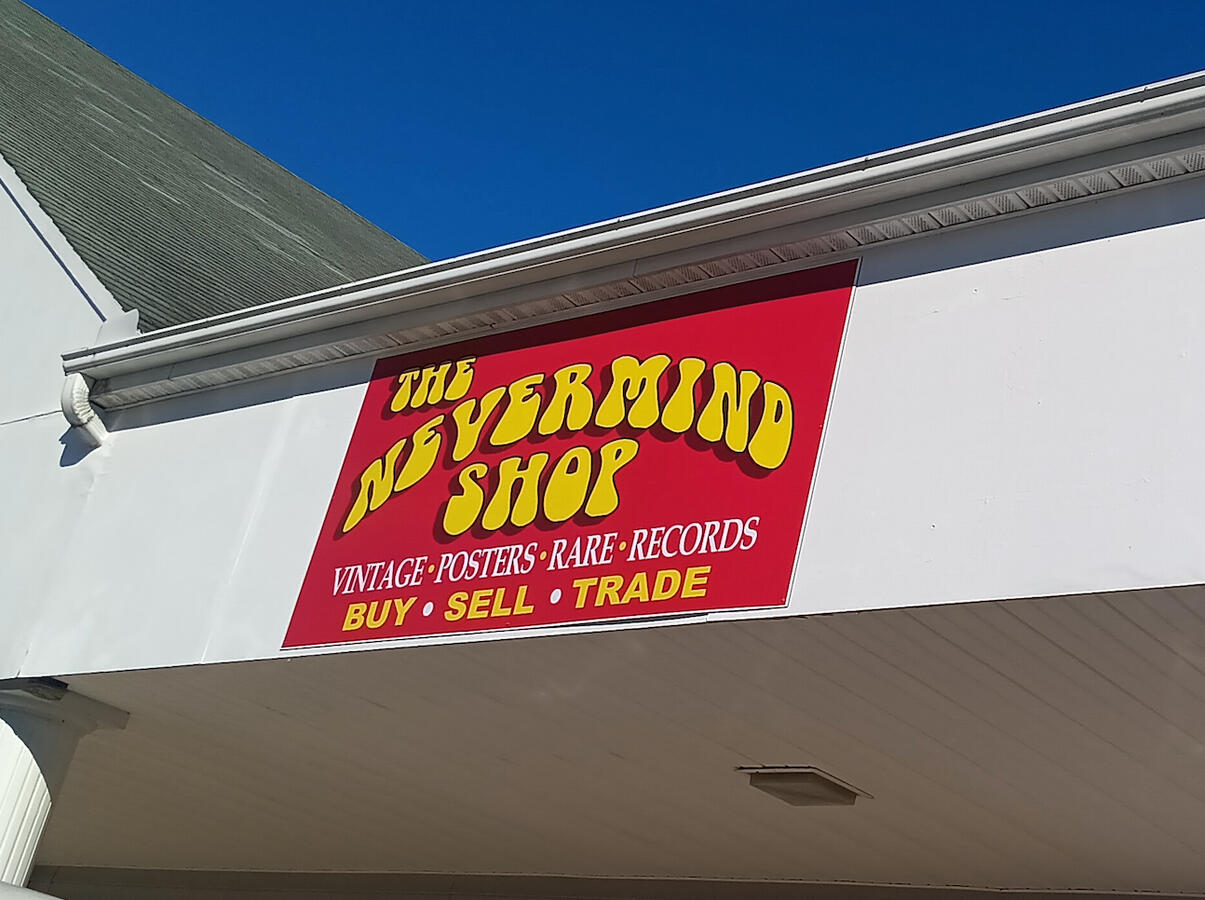 THE
NEVERMIND
SHOP
VINTAGE • POSTERS • RARE • RECORDS
BUY • SELL • TRADE